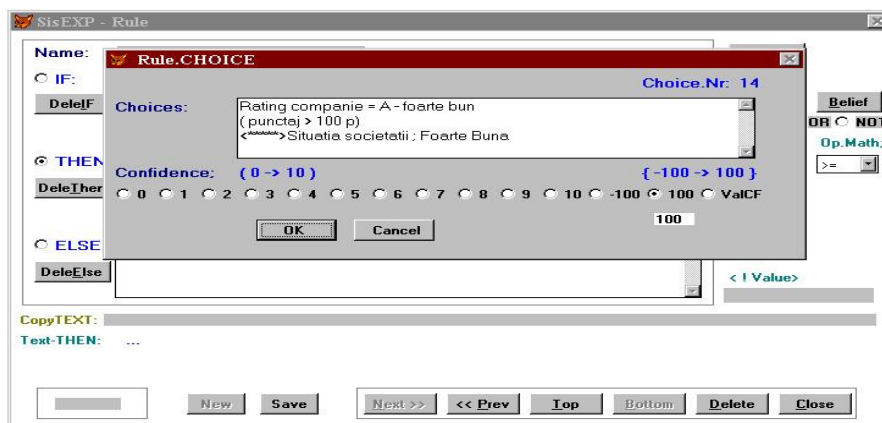 SisEXP - Rule
Name:
Rule.CHOICE
IF:
Choice.Nr: 14
DeleIF
Choices:
Rating companie = A - foarte bun
( punctaj > 100 p)
<*****>Situatia societatii ; Foarte Buna
Belief
OR NOT
Op.Math;
>=
THEN
Confidence;
( 0 -> 10 )
{ -100 -> 100 }
DeleTher
0 1 2 3 4 5 6 7 8 9 10 -100 100 ValCF
100
OK Cancel
ELSE
DeleElse
< ! Value>
CopyTEXT:
Text-THEN: ...
New Save Next >> << Prev Top Bottom Delete Close